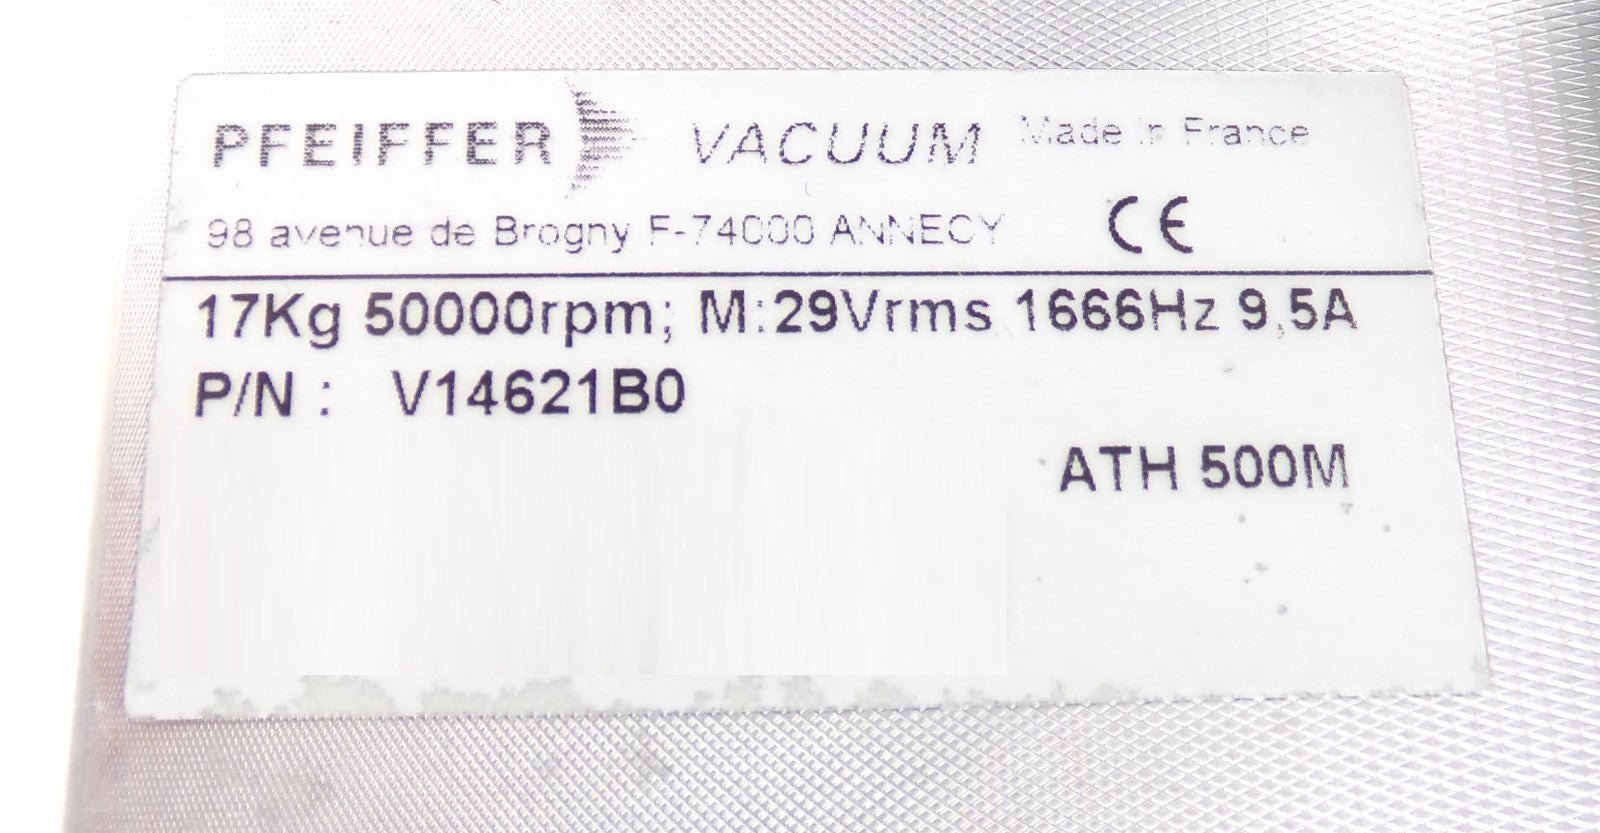 PFEIFFER VACUUM Made in France
98 avenue de Brogny F-74000 ANNECY CE
17Kg 50000rpm; M:29Vrms 1666Hz 9,5A
P/N : V14621B0
ATH 500M